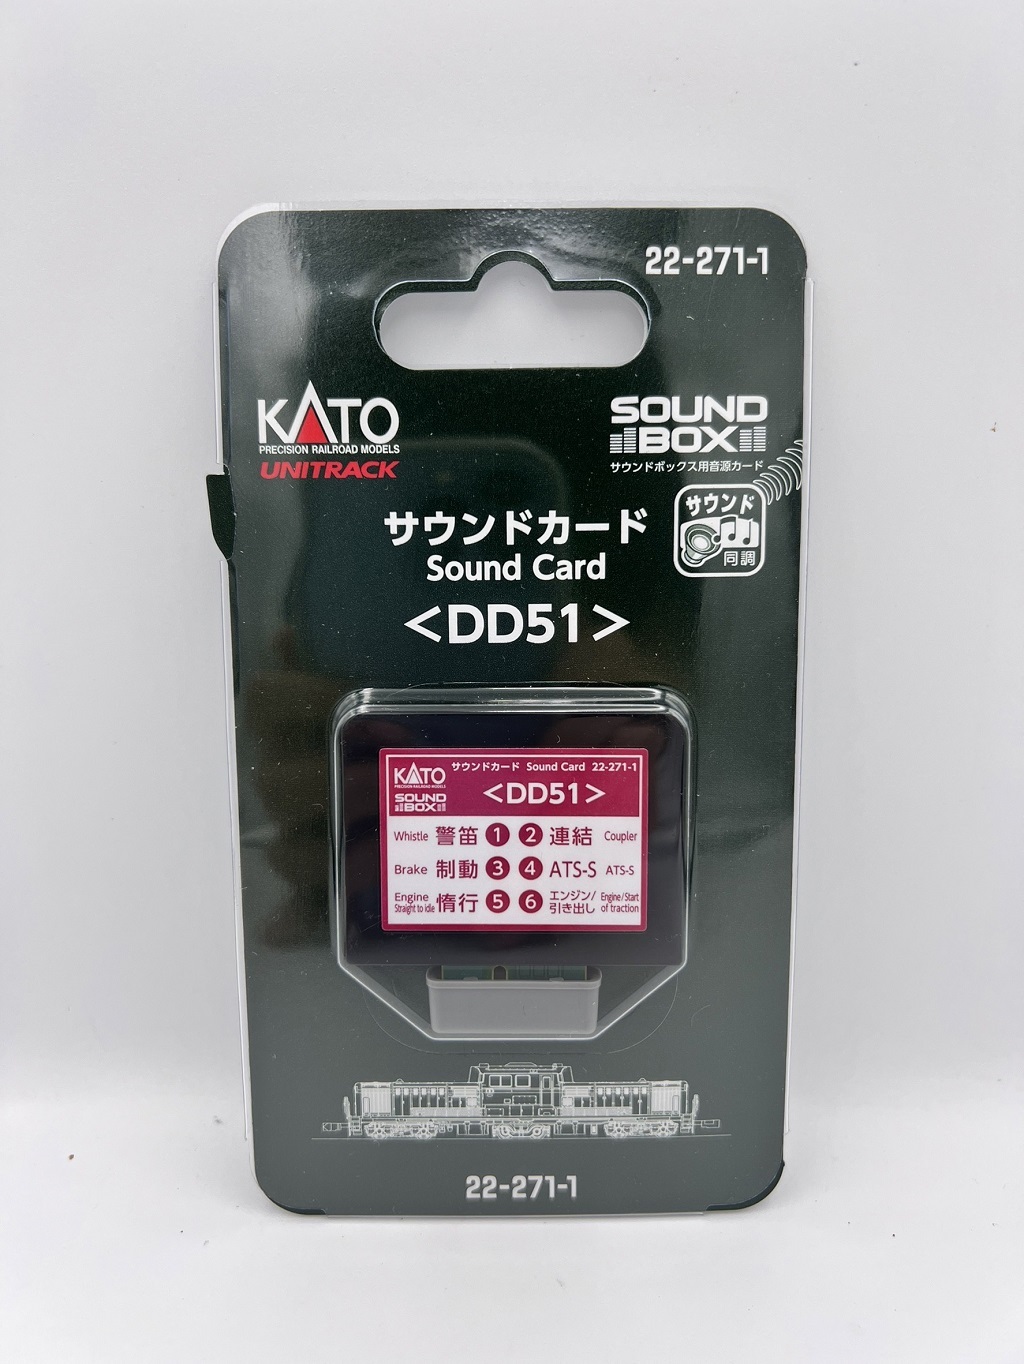 22-271-1
KATO
PRECISION RAILROAD MODELS
UNITRACK
SOUND
BOX
サウンドボックス用音源カード
サウンド
同調
サウンドカード
Sound Card
<DD51>
KATO
PRECISION RAILROAD MODELS
サウンドカード Sound Card 22-271-1
SOUND
BOX
<DD51>
Whistle 警笛 1 2 連結 Coupler
Brake 制動 3 4 ATS-S ATS-S
Engine
Straight to idle
惰行 5 6
エンジン/
引き出し
Engine/Start
of traction
22-271-1